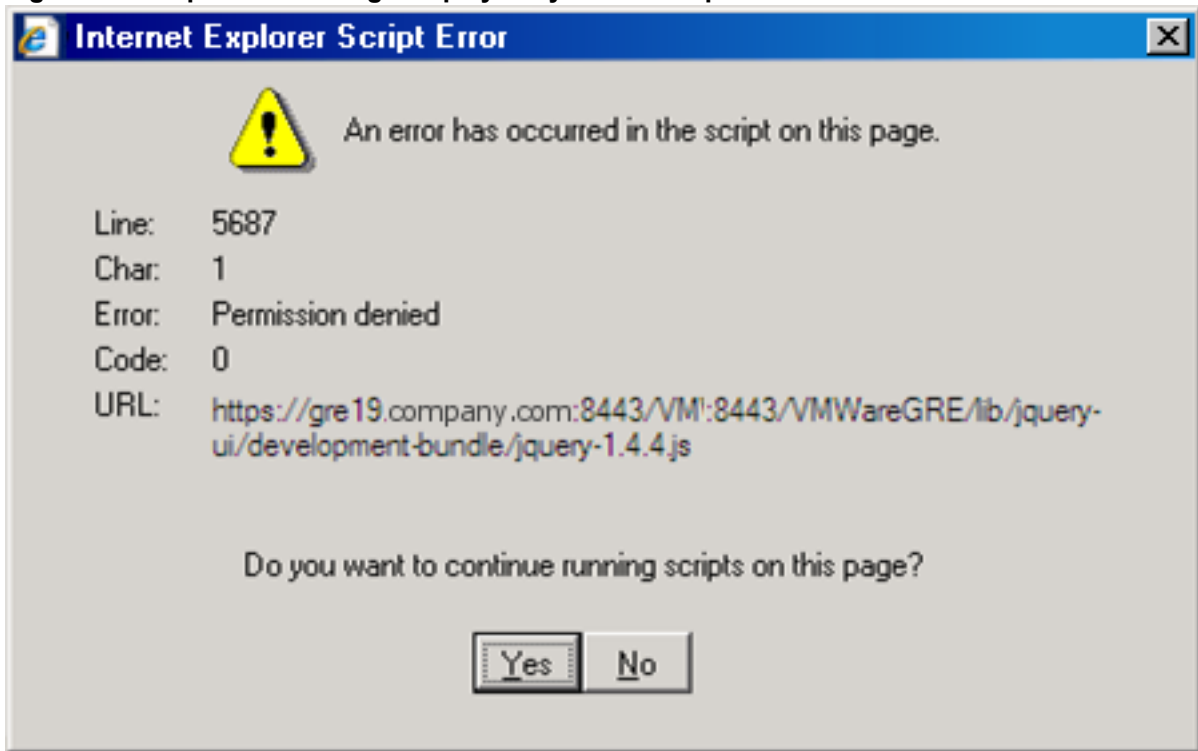 Internet Explorer Script Error
An error has occurred in the script on this page.
Line: 5687
Char: 1
Error: Permission denied
Code: 0
URL: https://gre19.company.com:8443/VM':8443/VMWareGRE/lib/jquery-
ui/development-bundle/jquery-1.4.4.js
Do you want to continue running scripts on this page?
Yes No